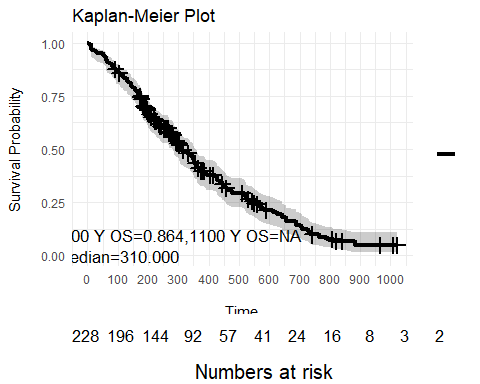 Kaplan-Meier Plot
1.00
0.75
0.50
0.25
0.00
Survival Probability
00 Y OS=0.864,1100 Y OS=NA
edian=310.000
0 100 200 300 400 500 600 700 800 900 1000
Time
228 196 144 92 57 41 24 16 8 3 2
Numbers at risk